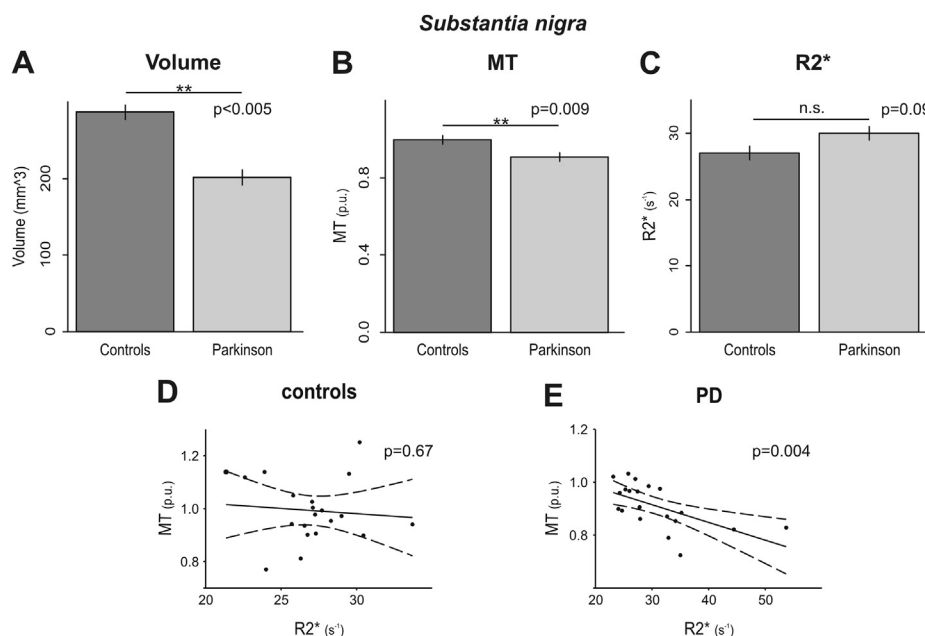 Substantia nigra
A Volume
**
p<0.005
Volume (mm^3)
0 100 200
Controls Parkinson
B MT
p=0.009
**
MT (p.u.)
0.0 0.4 0.8
Controls Parkinson
C R2*
n.s. p=0.09
R2* (s⁻¹)
0 10 20 30
Controls Parkinson
D controls
p=0.67
MT (p.u.)
1.2
1.0
0.8
20 25 30
R2* (s⁻¹)
E PD
p=0.004
MT (p.u.)
1.2
1.0
0.8
20 30 40 50
R2* (s⁻¹)